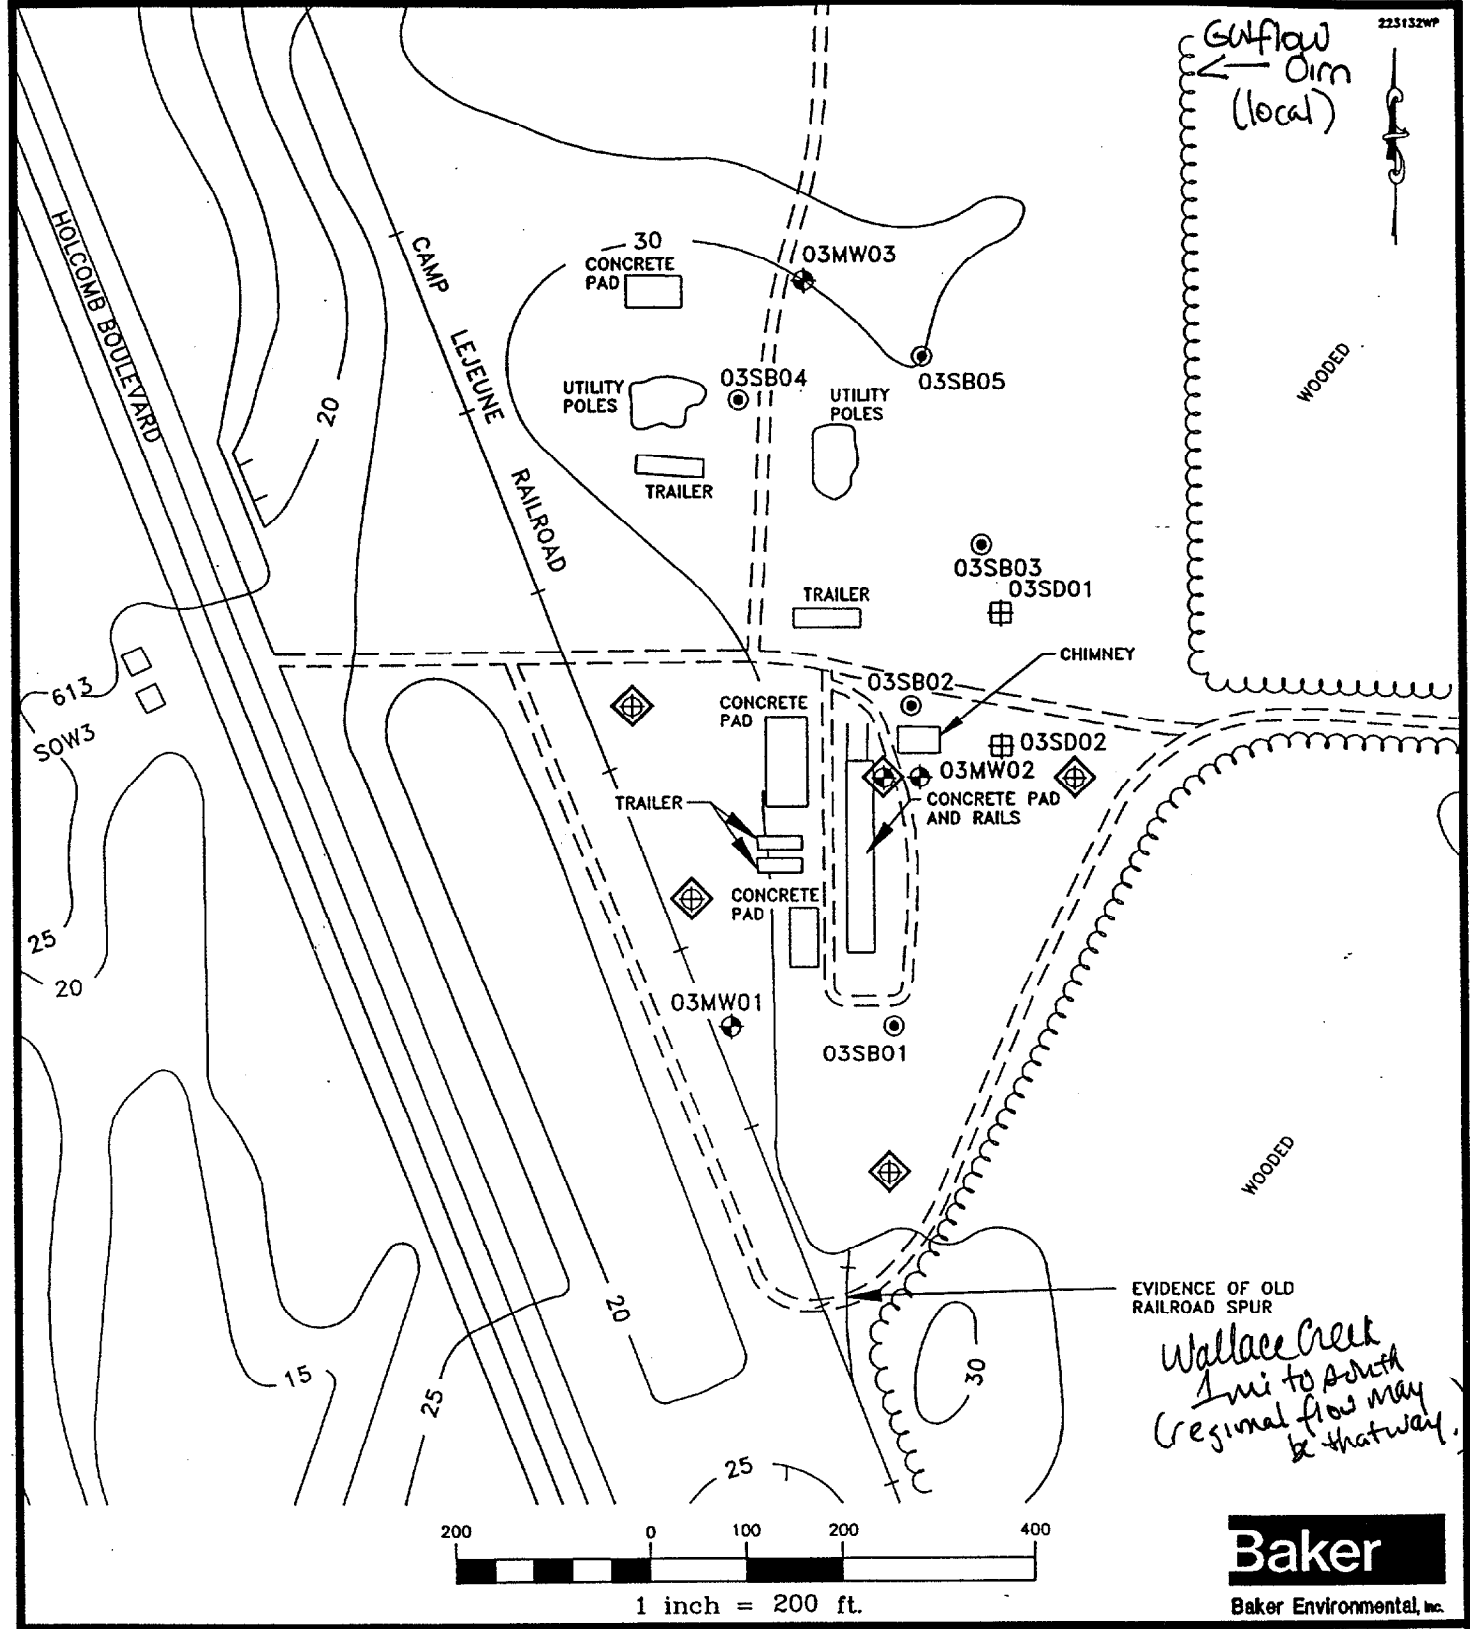 223132WP
GW flow
Dirn
(local)
HOLCOMB BOULEVARD
CAMP LEJEUNE RAILROAD
30
CONCRETE
PAD
03MW03
20
UTILITY
POLES
03SB04
UTILITY
POLES
03SB05
WOODED
TRAILER
03SB03
03SD01
TRAILER
CHIMNEY
613
SOW3
CONCRETE
PAD
03SB02
03SD02
03MW02
TRAILER
CONCRETE PAD
AND RAILS
CONCRETE
PAD
25
20
03MW01
03SB01
WOODED
EVIDENCE OF OLD
RAILROAD SPUR
20
15
25
30
25
Wallace Creek
1 mi to south
(regional flow may
be that way.)
200 0 100 200 400
1 inch = 200 ft.
Baker
Baker Environmental, Inc.